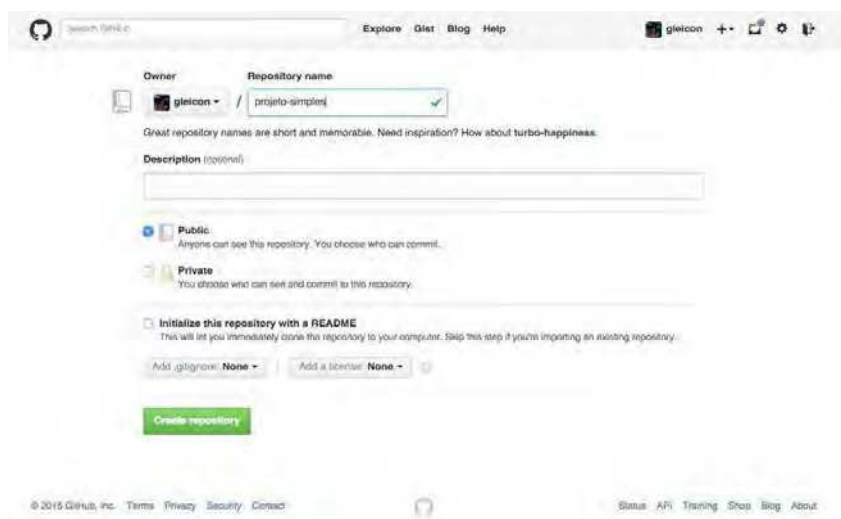 Search GitHub
Explore Gist Blog Help
gleicon
Owner Repository name
gleicon / projeto-simples
Great repository names are short and memorable. Need inspiration? How about turbo-happiness.
Description (optional)
Public
Anyone can see this repository. You choose who can commit.
Private
You choose who can see and commit to this repository.
Initialize this repository with a README
This will let you immediately clone the repository to your computer. Skip this step if you're importing an existing repository.
Add .gitignore: None Add a license: None
Create repository
© 2015 GitHub, Inc. Terms Privacy Security Contact
Status API Training Shop Blog About